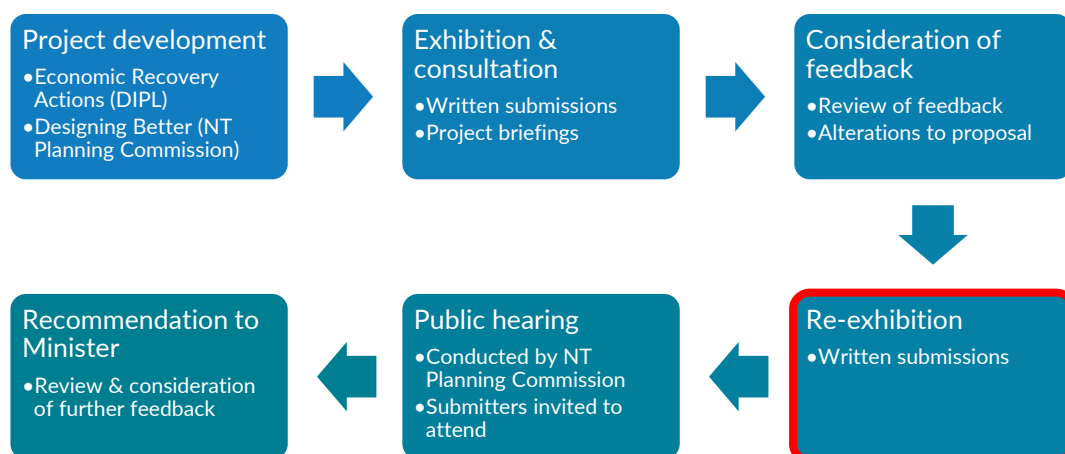 Project development
•Economic Recovery
Actions (DIPL)
•Designing Better (NT
Planning Commission)
Exhibition &
consultation
•Written submissions
•Project briefings
Consideration of
feedback
•Review of feedback
•Alterations to proposal
Re-exhibition
•Written submissions
Public hearing
•Conducted by NT
Planning Commission
•Submitters invited to
attend
Recommendation to
Minister
•Review & consideration
of further feedback